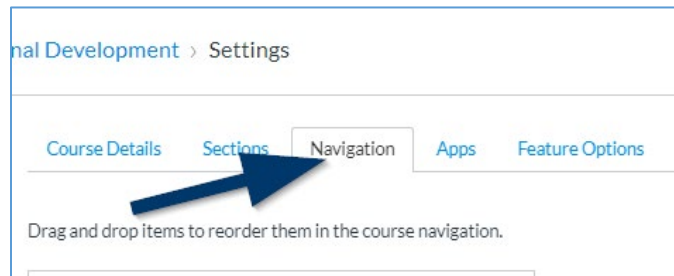 nal Development › Settings
Course Details Sections Navigation Apps Feature Options
Drag and drop items to reorder them in the course navigation.